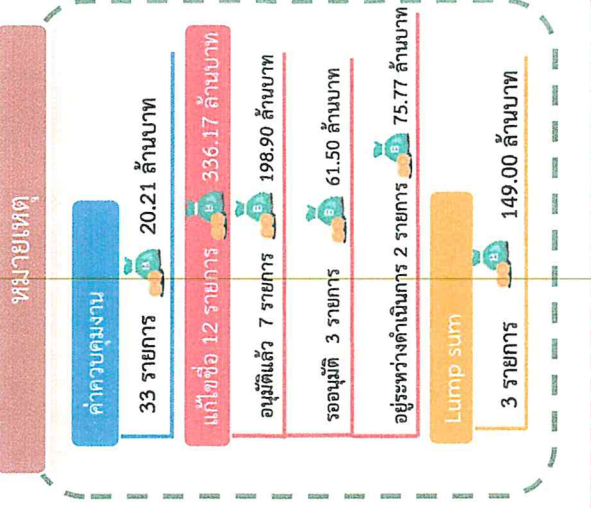 หมายเหตุ
ค่าควบคุมงาน
33 รายการ 20.21 ล้านบาท
แก้ไขชื่อ 12 รายการ 336.17 ล้านบาท
อนุมัติแล้ว 7 รายการ 198.90 ล้านบาท
รออนุมัติ 3 รายการ 61.50 ล้านบาท
อยู่ระหว่างดำเนินการ 2 รายการ 75.77 ล้านบาท
Lump sum
3 รายการ 149.00 ล้านบาท